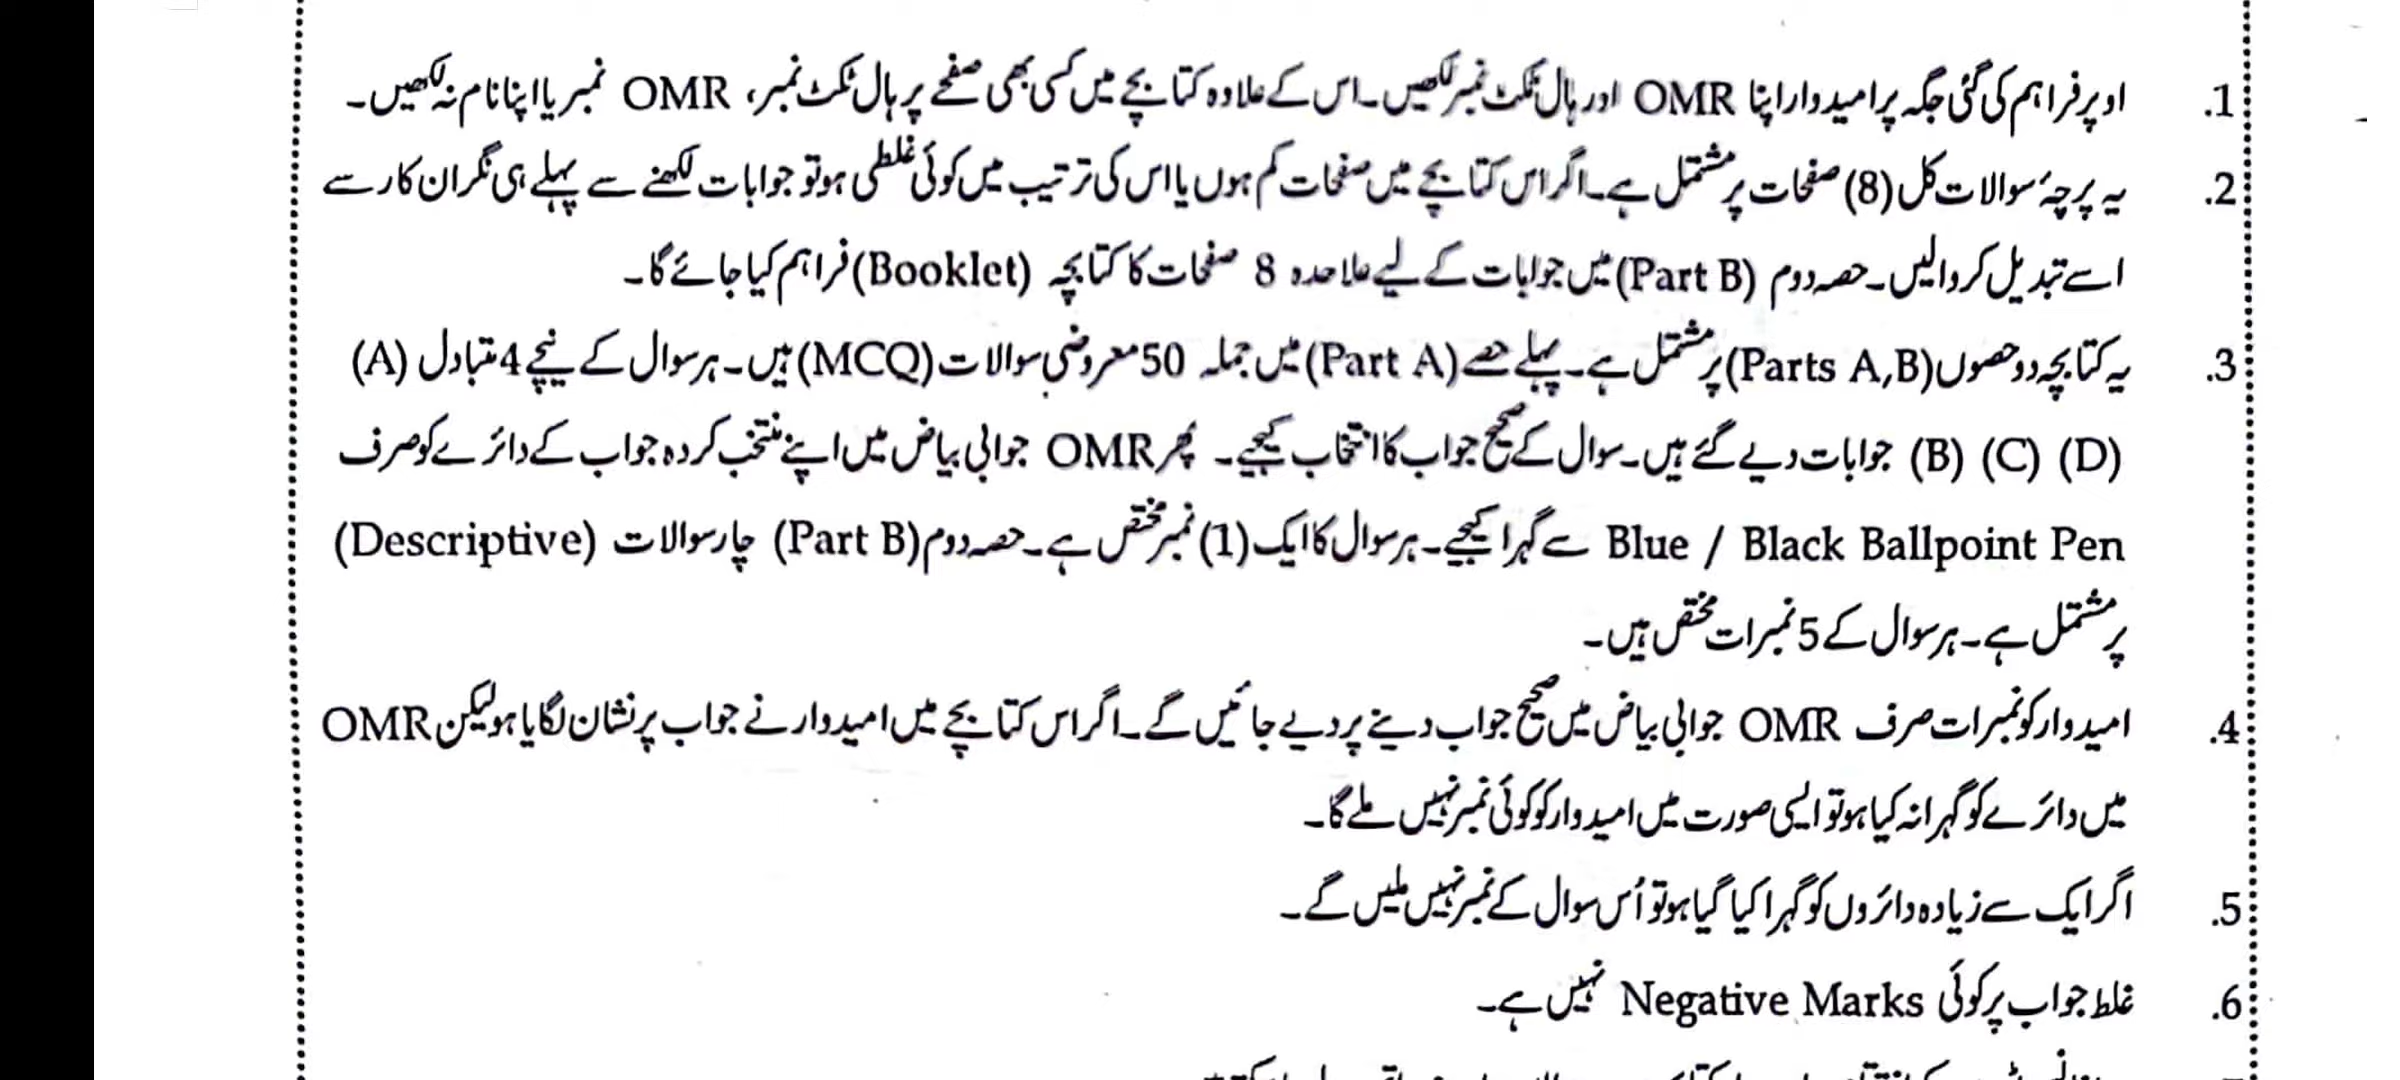 1. اوپر فراہم کی گئی جگہ پر امیدوار اپنا OMR اور ہال ٹکٹ نمبر لکھیں۔ اس کے علاوہ کتابچے میں کسی بھی صفحے پر ہال ٹکٹ نمبر، OMR نمبر یا اپنا نام نہ لکھیں۔
2. یہ پرچۂ سوالات کل (8) صفحات پر مشتمل ہے۔ اگر اس کتابچے میں صفحات کم ہوں یا اس کی ترتیب میں کوئی غلطی ہو تو جوابات لکھنے سے پہلے ہی نگران کار سے
اسے تبدیل کروالیں۔ حصہ دوم (Part B) میں جوابات کے لیے علاحدہ 8 صفحات کا کتابچہ (Booklet) فراہم کیا جائے گا۔
3. یہ کتابچہ دو حصوں (Parts A,B) پر مشتمل ہے۔ پہلے حصے (Part A) میں جملہ 50 معروضی سوالات (MCQ) ہیں۔ ہر سوال کے نیچے 4 متبادل (A)
(B) (C) (D) جوابات دیے گئے ہیں۔ سوال کے صحیح جواب کا انتخاب کیجیے۔ پھر OMR جوابی بیاض میں اپنے منتخب کردہ جواب کے دائرے کو صرف
Blue / Black Ballpoint Pen سے گہرا کیجیے۔ ہر سوال کا ایک (1) نمبر مختص ہے۔ حصہ دوم (Part B) چار سوالات (Descriptive)
پر مشتمل ہے۔ ہر سوال کے 5 نمبرات مختص ہیں۔
4. امیدوار کو نمبرات صرف OMR جوابی بیاض میں صحیح جواب دینے پر دیے جائیں گے۔ اگر اس کتابچے میں امیدوار نے جواب پر نشان لگایا ہو لیکن OMR
میں دائرے کو گہرا نہ کیا ہو تو ایسی صورت میں امیدوار کو کوئی نمبر نہیں ملے گا۔
5. اگر ایک سے زیادہ دائروں کو گہرا کیا گیا ہو تو اُس سوال کے نمبر نہیں ملیں گے۔
6. غلط جواب پر کوئی Negative Marks نہیں ہے۔